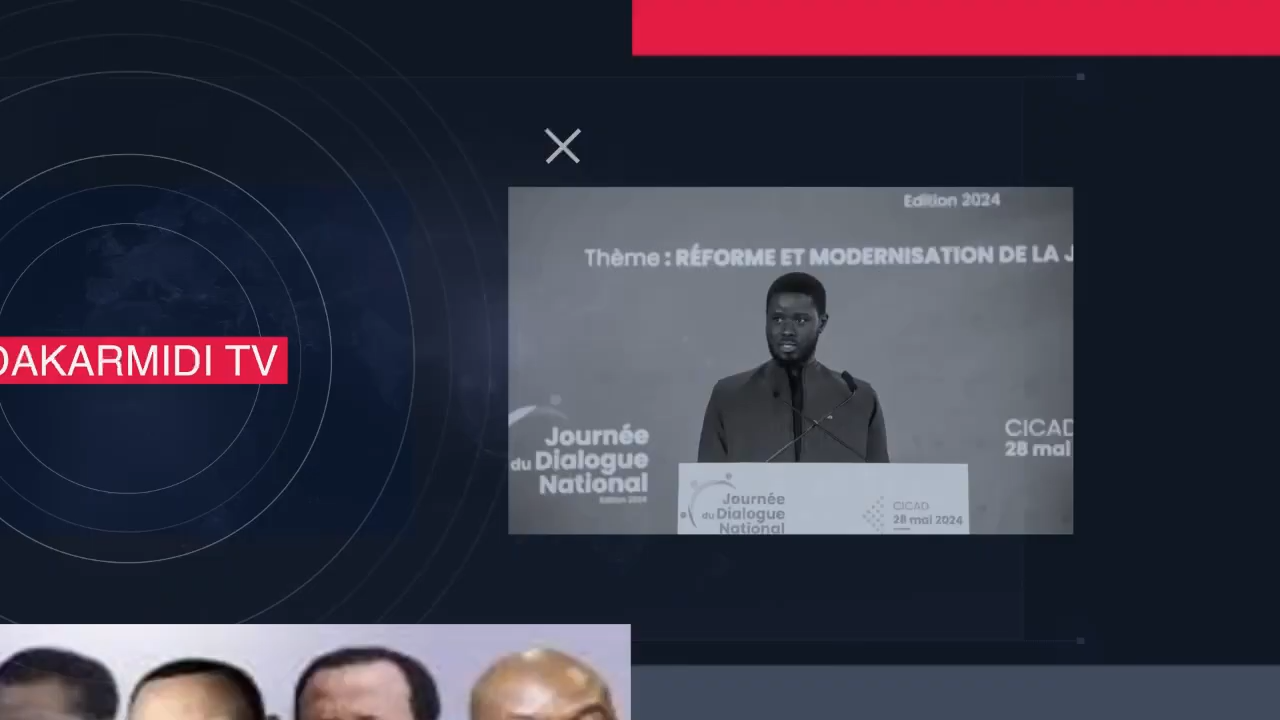 Edition 2024
Thème : RÉFORME ET MODERNISATION DE LA J
DAKARMIDI TV
Journée
du Dialogue
National
Edition 2024
CICAD
28 mai
Journée
du Dialogue
National
CICAD
28 mai 2024